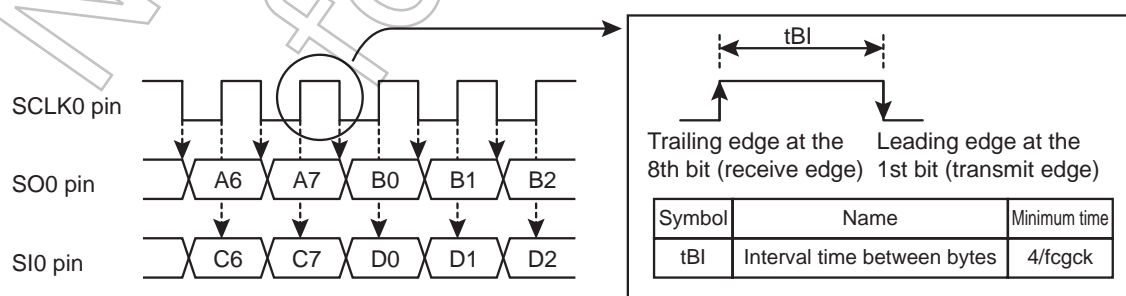 SCLK0 pin
SO0 pin
A6 A7 B0 B1 B2
SI0 pin
C6 C7 D0 D1 D2
tBI
Trailing edge at the
8th bit (receive edge)
Leading edge at the
1st bit (transmit edge)
Symbol Name Minimum time
tBI Interval time between bytes 4/fcgck